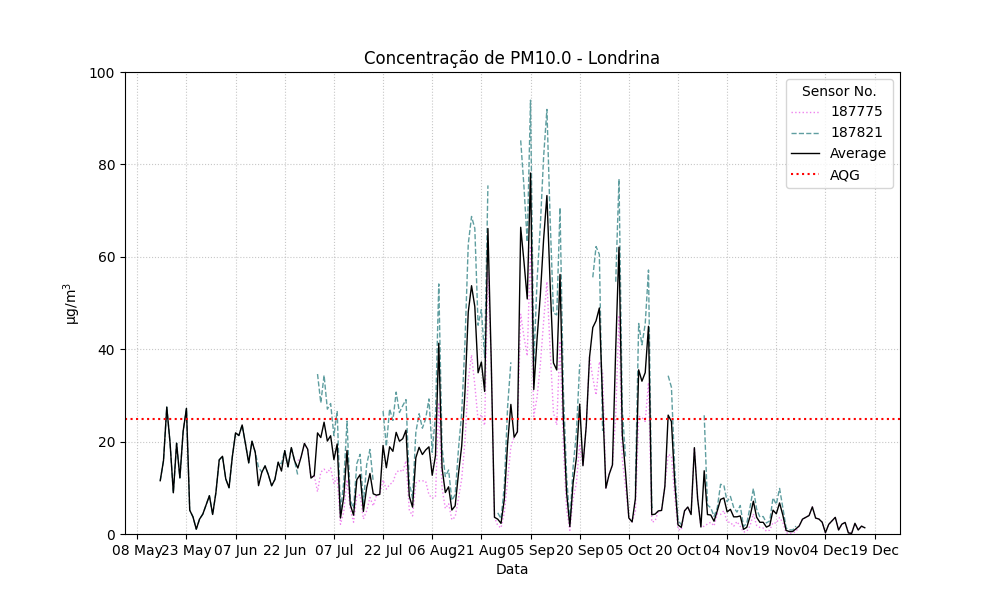 Concentração de PM10.0 - Londrina
Sensor No.
187775
187821
Average
AQG
100
80
60
40
20
0
µg/m³
08 May 23 May 07 Jun 22 Jun 07 Jul 22 Jul 06 Aug 21 Aug 05 Sep 20 Sep 05 Oct 20 Oct 04 Nov 19 Nov 04 Dec 19 Dec
Data